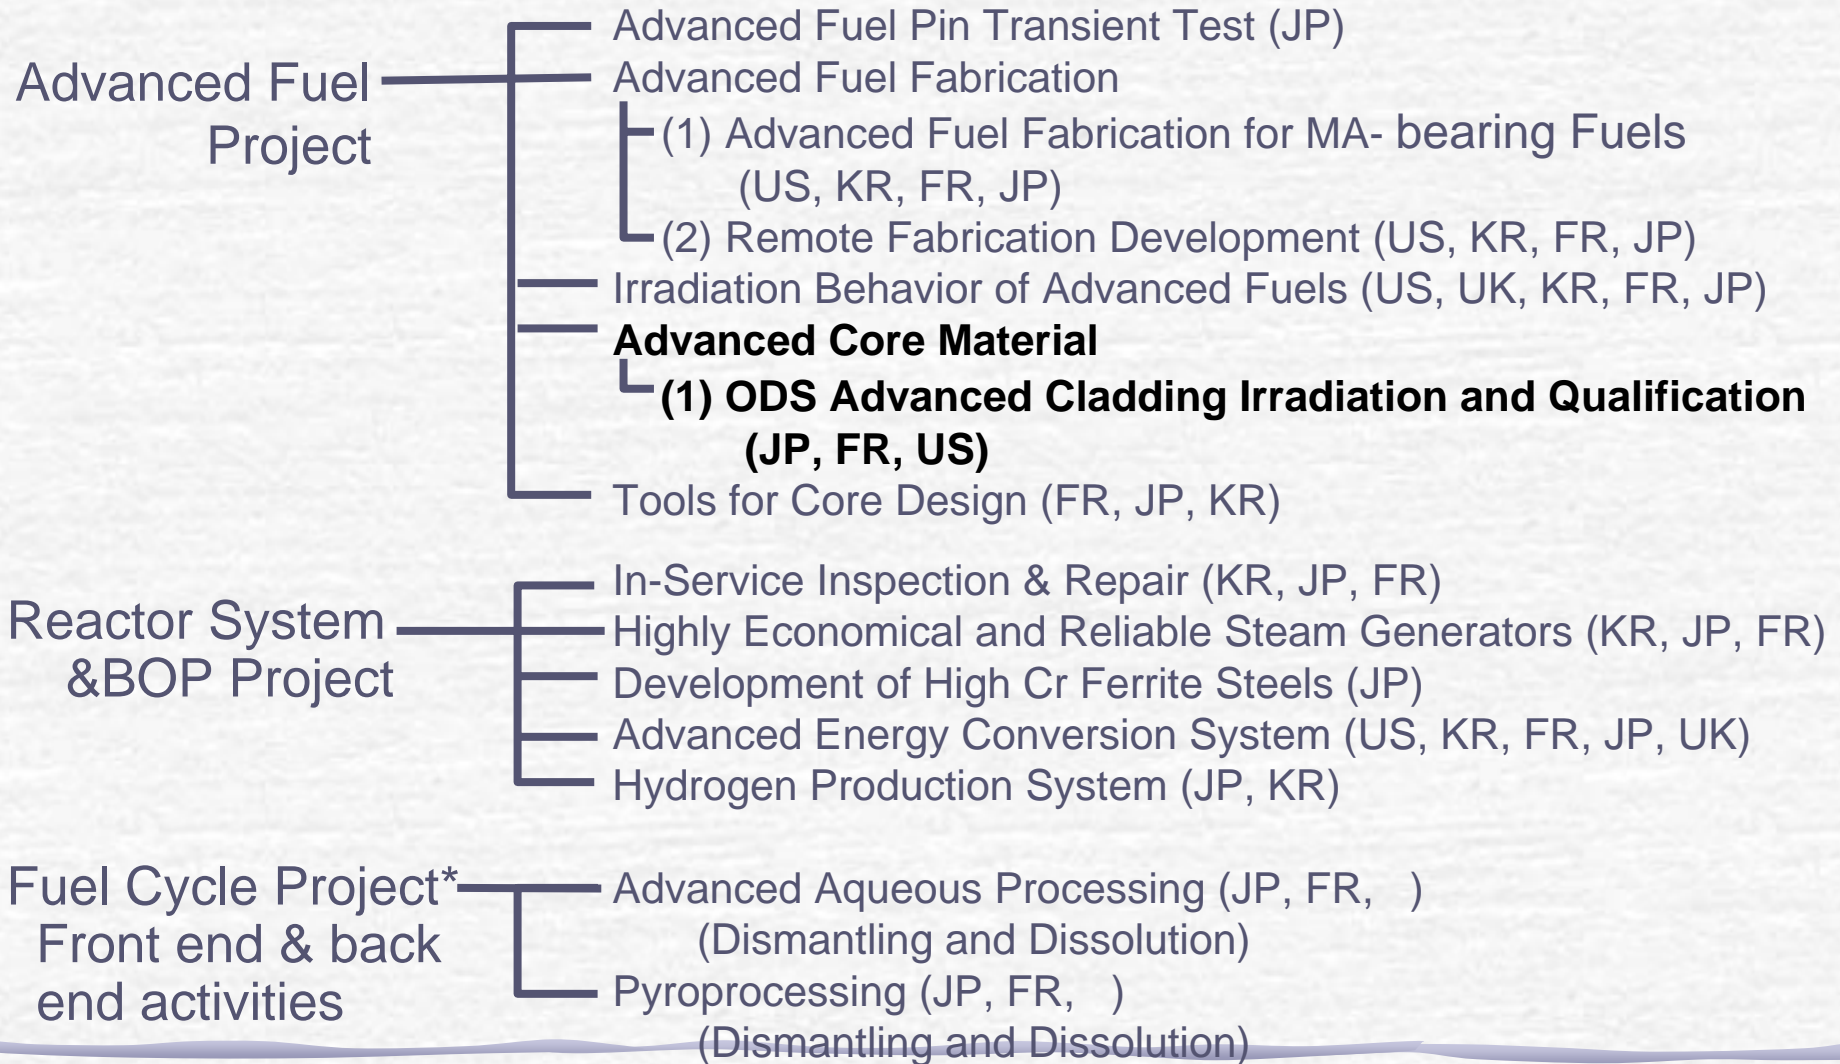 Advanced Fuel Pin Transient Test (JP)
Advanced Fuel
Project
Advanced Fuel Fabrication
(1) Advanced Fuel Fabrication for MA- bearing Fuels
(US, KR, FR, JP)
(2) Remote Fabrication Development (US, KR, FR, JP)
Irradiation Behavior of Advanced Fuels (US, UK, KR, FR, JP)
Advanced Core Material
(1) ODS Advanced Cladding Irradiation and Qualification
(JP, FR, US)
Tools for Core Design (FR, JP, KR)
Reactor System
&BOP Project
In-Service Inspection & Repair (KR, JP, FR)
Highly Economical and Reliable Steam Generators (KR, JP, FR)
Development of High Cr Ferrite Steels (JP)
Advanced Energy Conversion System (US, KR, FR, JP, UK)
Hydrogen Production System (JP, KR)
Fuel Cycle Project*
Front end & back
end activities
Advanced Aqueous Processing (JP, FR,   )
(Dismantling and Dissolution)
Pyroprocessing (JP, FR,   )
(Dismantling and Dissolution)